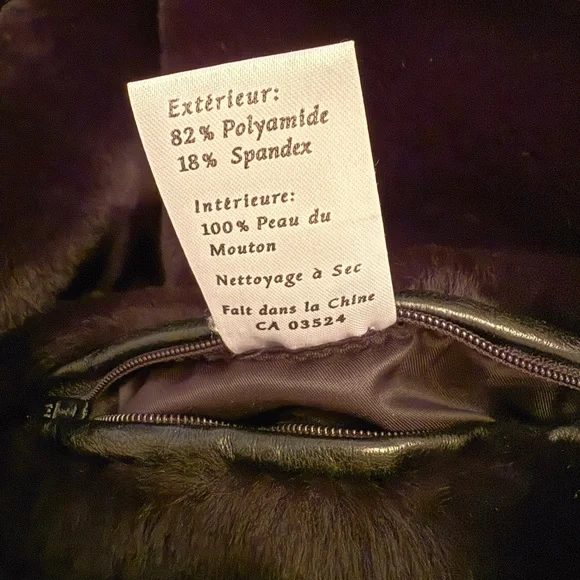 Extérieur:
82% Polyamide
18% Spandex
Intérieure:
100% Peau du
Mouton
Nettoyage à Sec
Fait dans la Chine
CA 03524